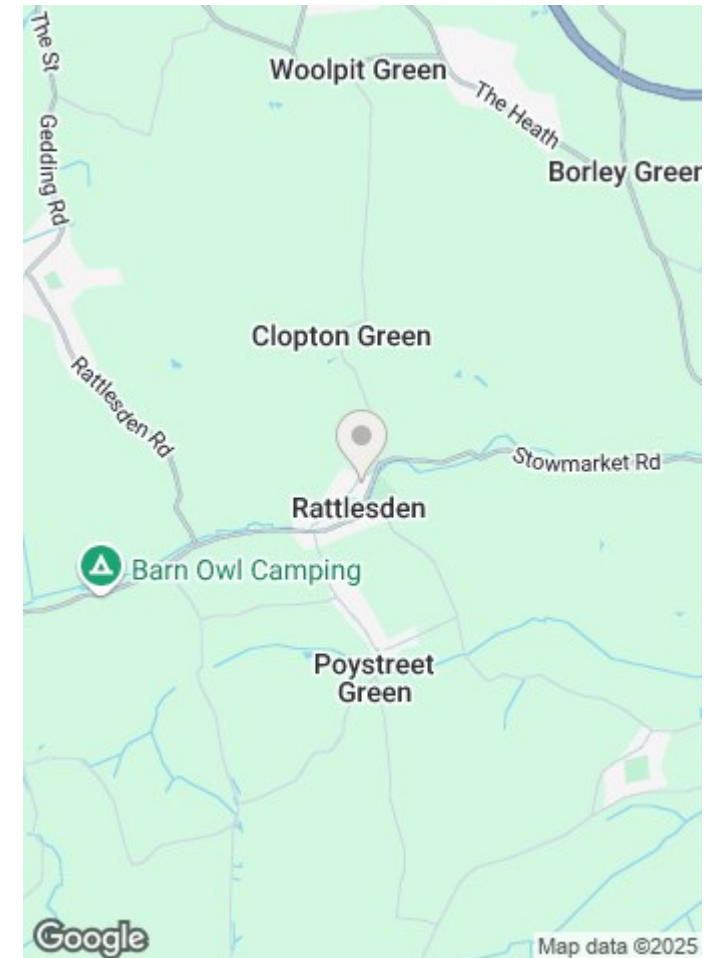 The St
Woolpit Green
The Heath
Gedding Rd
Borley Green
Clopton Green
Rattlesden Rd
Stowmarket Rd
Rattlesden
Barn Owl Camping
Poystreet
Green
Google
Map data ©2025